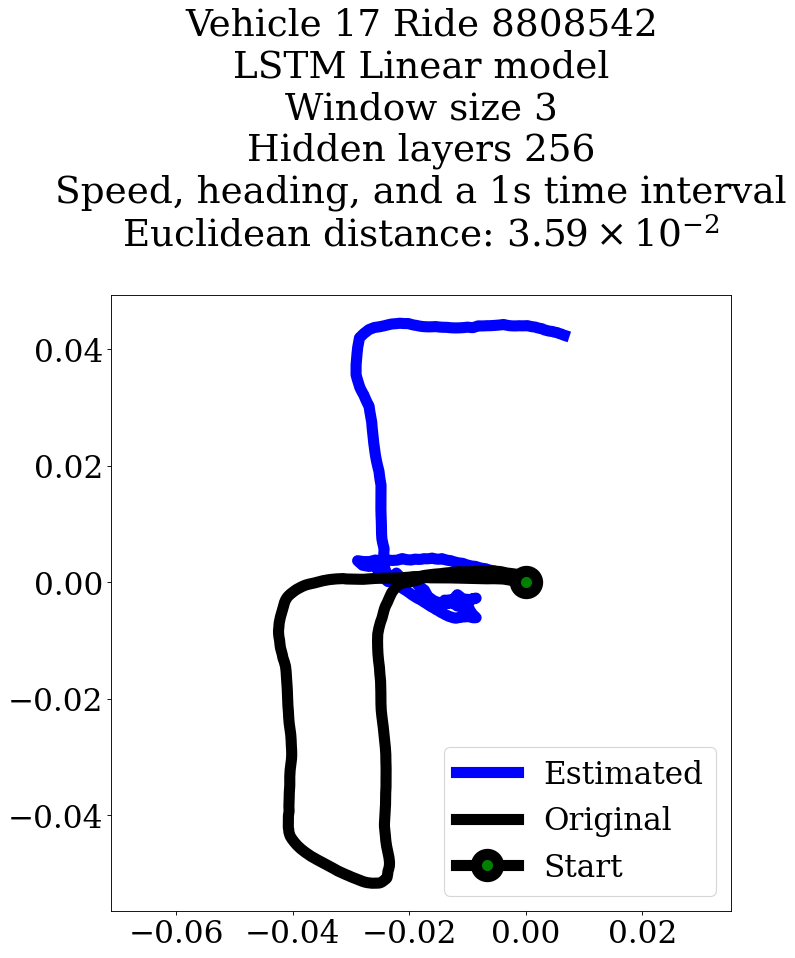 Vehicle 17 Ride 8808542
LSTM Linear model
Window size 3
Hidden layers 256
Speed, heading, and a 1s time interval
Euclidean distance: 3.59 × 10⁻²
0.04
0.02
0.00
−0.02
−0.04
Estimated
Original
Start
−0.06 −0.04 −0.02 0.00 0.02